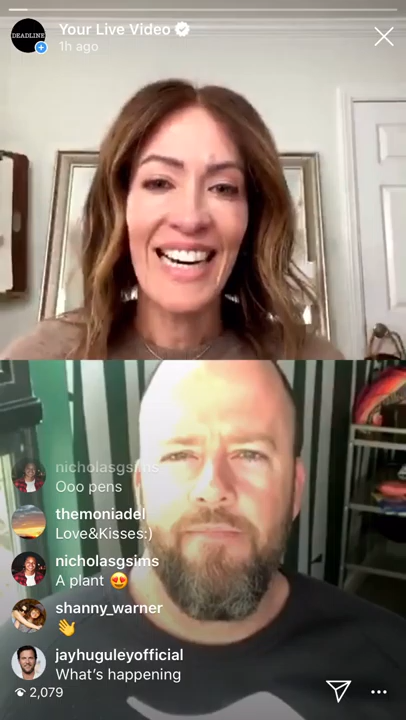 DEADLINE
Your Live Video
1h ago
nicholasgsims
Ooo pens
themoniadel
Love&Kisses:)
nicholasgsims
A plant 😍
shanny_warner
👋
jayhuguleyofficial
What's happening
2,079